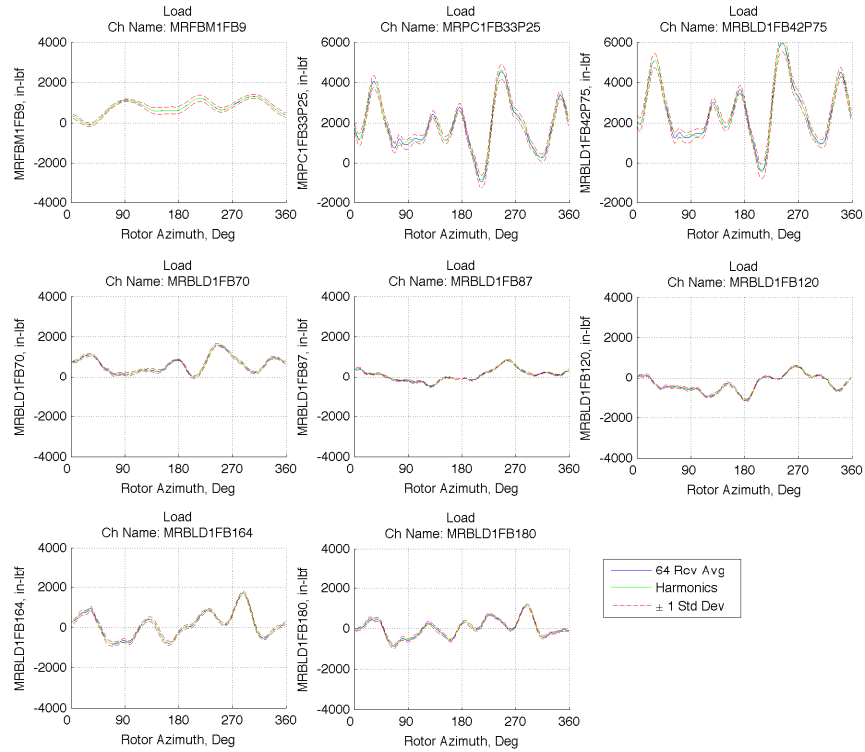 Load
Ch Name: MRFBM1FB9
MRFBM1FB9, in-lbf
4000
2000
0
-2000
-4000
0 90 180 270 360
Rotor Azimuth, Deg
Load
Ch Name: MRPC1FB33P25
MRPC1FB33P25, in-lbf
6000
4000
2000
0
-2000
0 90 180 270 360
Rotor Azimuth, Deg
Load
Ch Name: MRBLD1FB42P75
MRBLD1FB42P75, in-lbf
6000
4000
2000
0
-2000
0 90 180 270 360
Rotor Azimuth, Deg
Load
Ch Name: MRBLD1FB70
MRBLD1FB70, in-lbf
4000
2000
0
-2000
-4000
0 90 180 270 360
Rotor Azimuth, Deg
Load
Ch Name: MRBLD1FB87
MRBLD1FB87, in-lbf
4000
2000
0
-2000
-4000
0 90 180 270 360
Rotor Azimuth, Deg
Load
Ch Name: MRBLD1FB120
MRBLD1FB120, in-lbf
4000
2000
0
-2000
-4000
0 90 180 270 360
Rotor Azimuth, Deg
Load
Ch Name: MRBLD1FB164
MRBLD1FB164, in-lbf
4000
2000
0
-2000
-4000
0 90 180 270 360
Rotor Azimuth, Deg
Load
Ch Name: MRBLD1FB180
MRBLD1FB180, in-lbf
4000
2000
0
-2000
-4000
0 90 180 270 360
Rotor Azimuth, Deg
64 Rev Avg
Harmonics
± 1 Std Dev